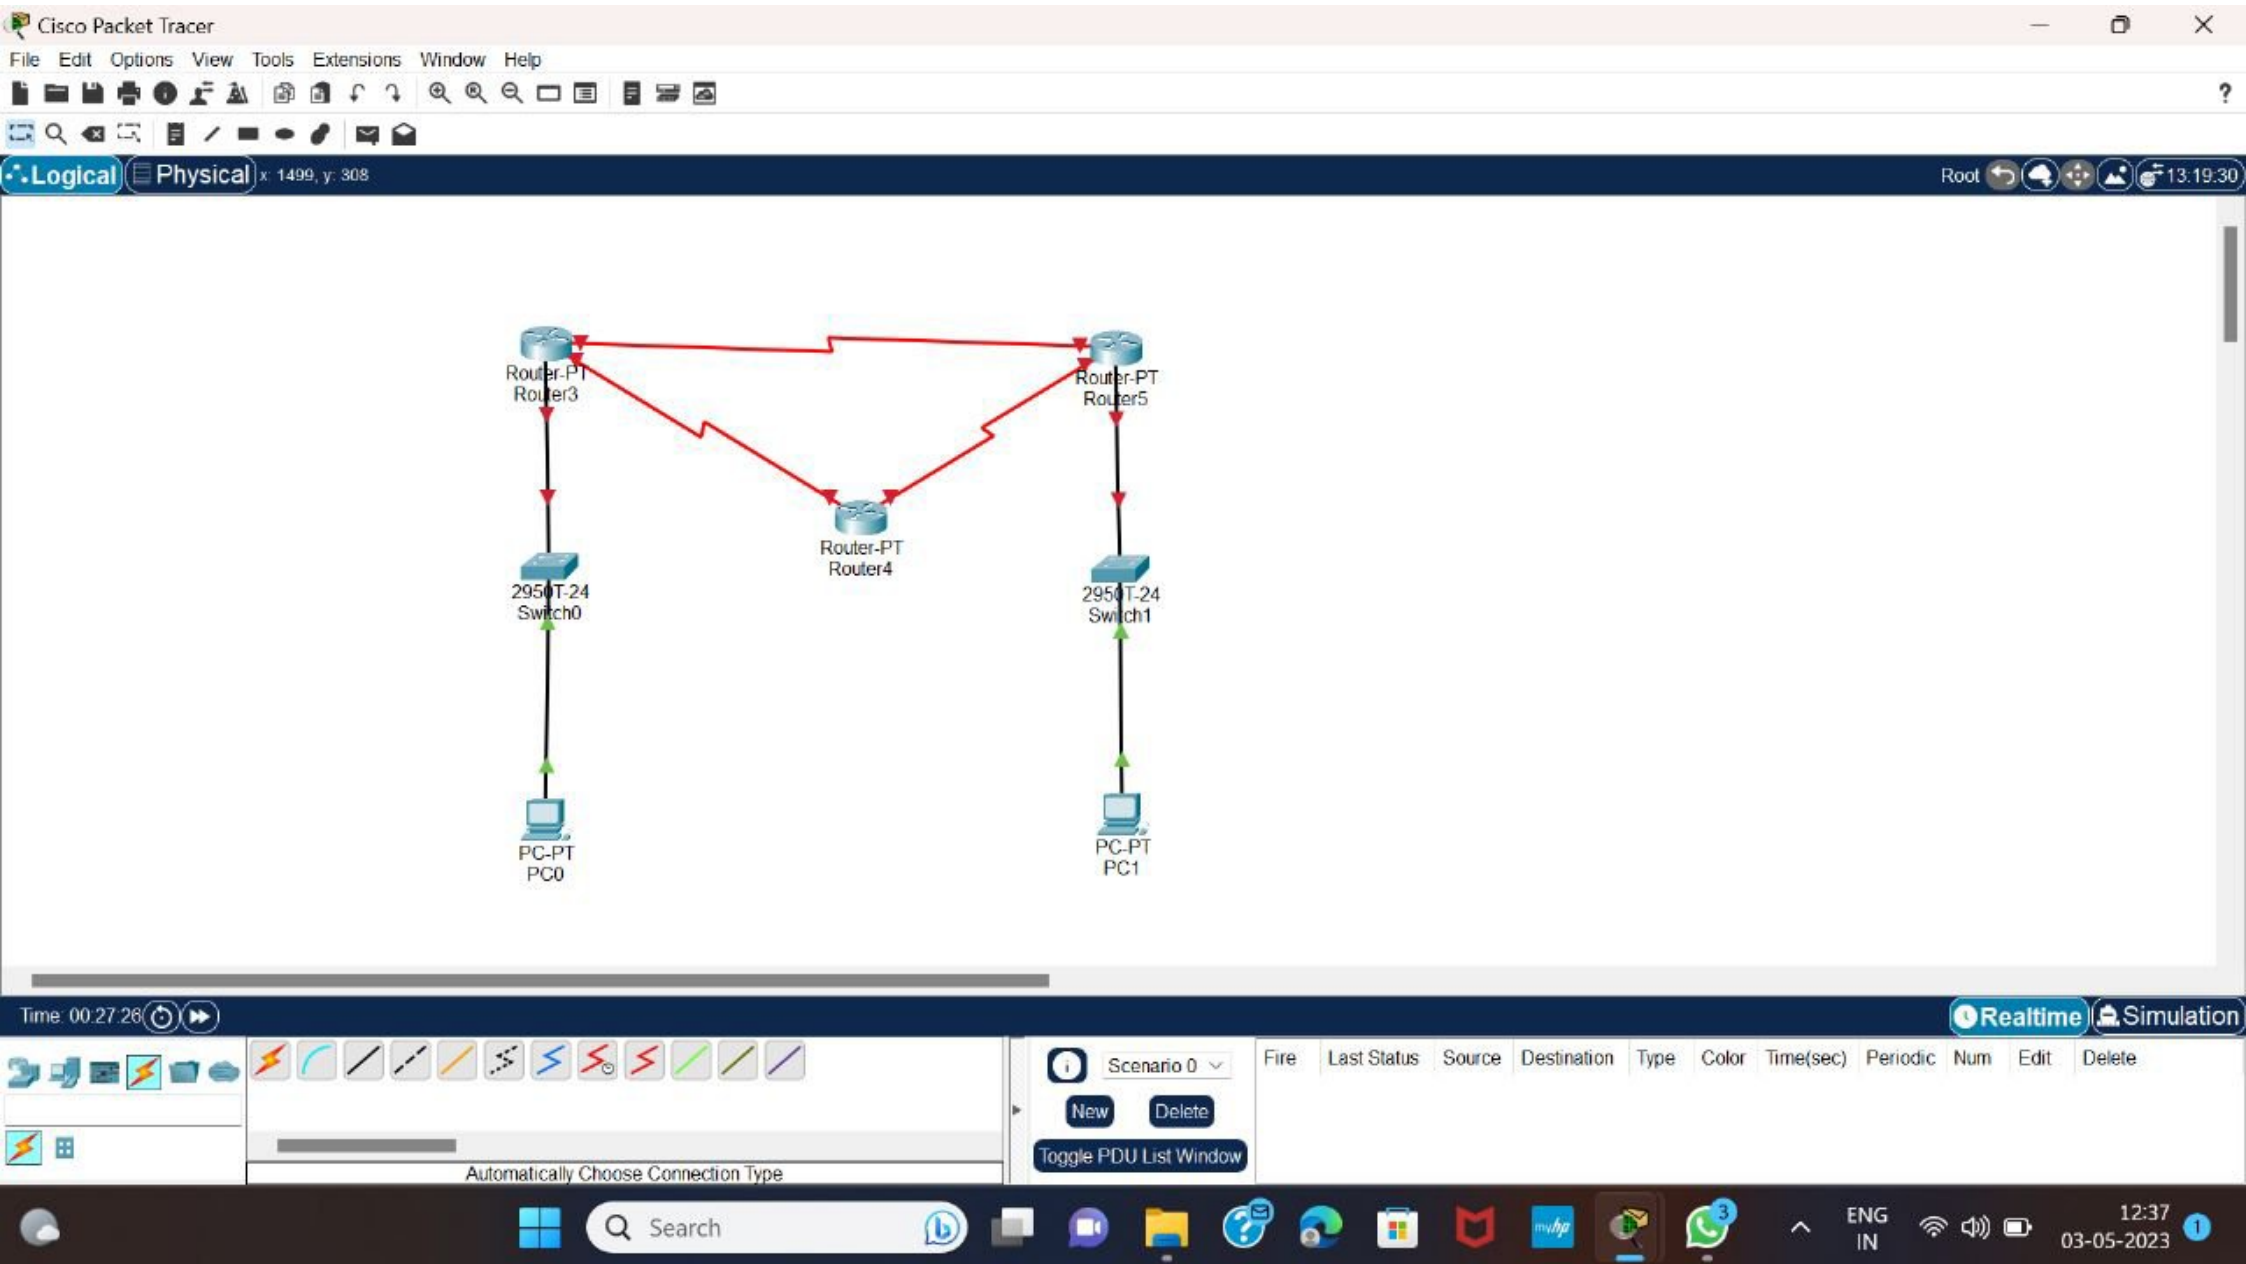 Cisco Packet Tracer
File Edit Options View Tools Extensions Window Help
?
Logical Physical x: 1499, y: 308 Root 13:19:30
Router-PT
Router3
Router-PT
Router5
Router-PT
Router4
2950T-24
Switch0
2950T-24
Switch1
PC-PT
PC0
PC-PT
PC1
Time: 00:27:26 Realtime Simulation
Scenario 0 Fire Last Status Source Destination Type Color Time(sec) Periodic Num Edit Delete
New Delete
Toggle PDU List Window
Automatically Choose Connection Type
Search
myhp
3
ENG
IN
12:37
03-05-2023
1